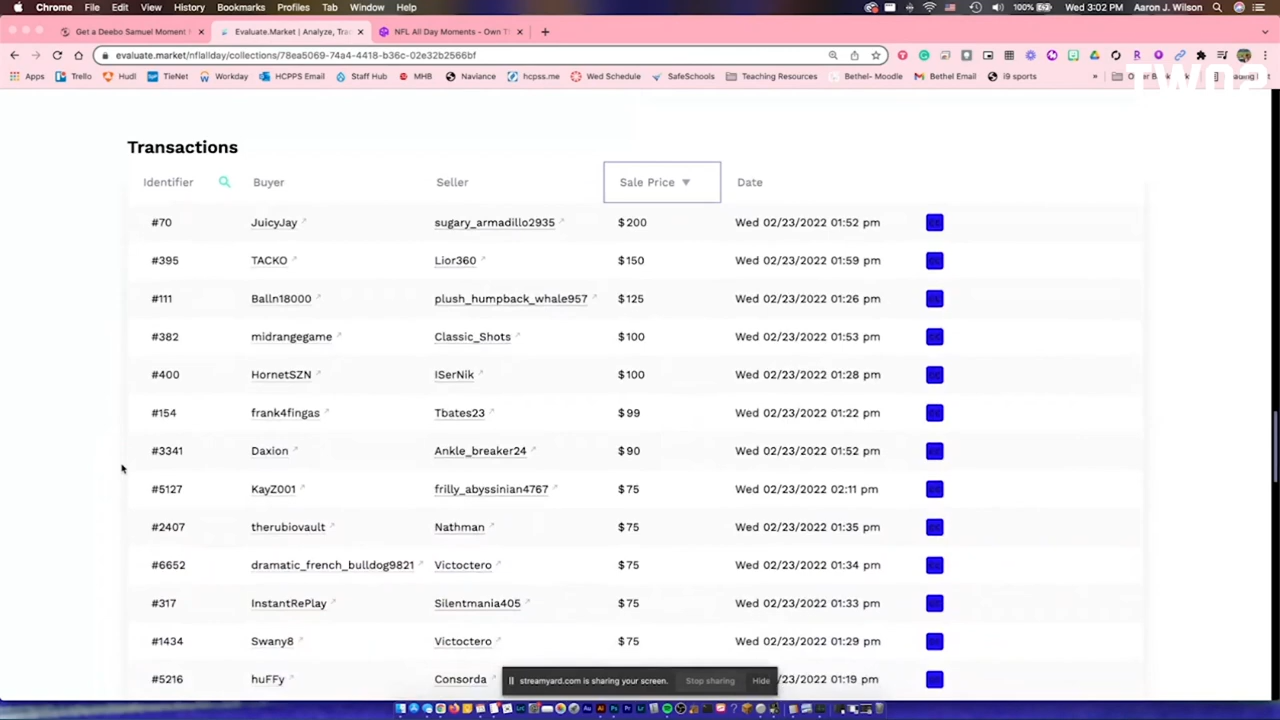 Chrome File Edit View History Bookmarks Profiles Tab Window Help 100% Wed 3:02 PM Aaron J. Wilson
Get a Deebo Samuel Moment Evaluate.Market | Analyze, Tra NFL All Day Moments - Own T
evaluate.market/nflallday/collections/78ea5069-74a4-4418-b36c-02e32b2566bf
Apps Trello Hudl TieNet Workday HCPPS Email Staff Hub MHB Naviance hcpss.me Wed Schedule SafeSchools Teaching Resources Bethel- Moodle Bethel Email i9 sports »
Transactions
Identifier Buyer Seller Sale Price Date
#70 JuicyJay sugary_armadillo2935 $200 Wed 02/23/2022 01:52 pm
#395 TACKO Lior360 $150 Wed 02/23/2022 01:59 pm
#111 Balln18000 plush_humpback_whale957 $125 Wed 02/23/2022 01:26 pm
#382 midrangegame Classic_Shots $100 Wed 02/23/2022 01:53 pm
#400 HornetSZN ISerNik $100 Wed 02/23/2022 01:28 pm
#154 frank4fingas Tbates23 $99 Wed 02/23/2022 01:22 pm
#3341 Daxion Ankle_breaker24 $90 Wed 02/23/2022 01:52 pm
#5127 KayZ001 frilly_abyssinian4767 $75 Wed 02/23/2022 02:11 pm
#2407 therubiovault Nathman $75 Wed 02/23/2022 01:35 pm
#6652 dramatic_french_bulldog9821 Victoctero $75 Wed 02/23/2022 01:34 pm
#317 InstantRePlay Silentmania405 $75 Wed 02/23/2022 01:33 pm
#1434 Swany8 Victoctero $75 Wed 02/23/2022 01:29 pm
#5216 huFFy Consorda /23/2022 01:19 pm
streamyard.com is sharing your screen. Stop sharing Hide